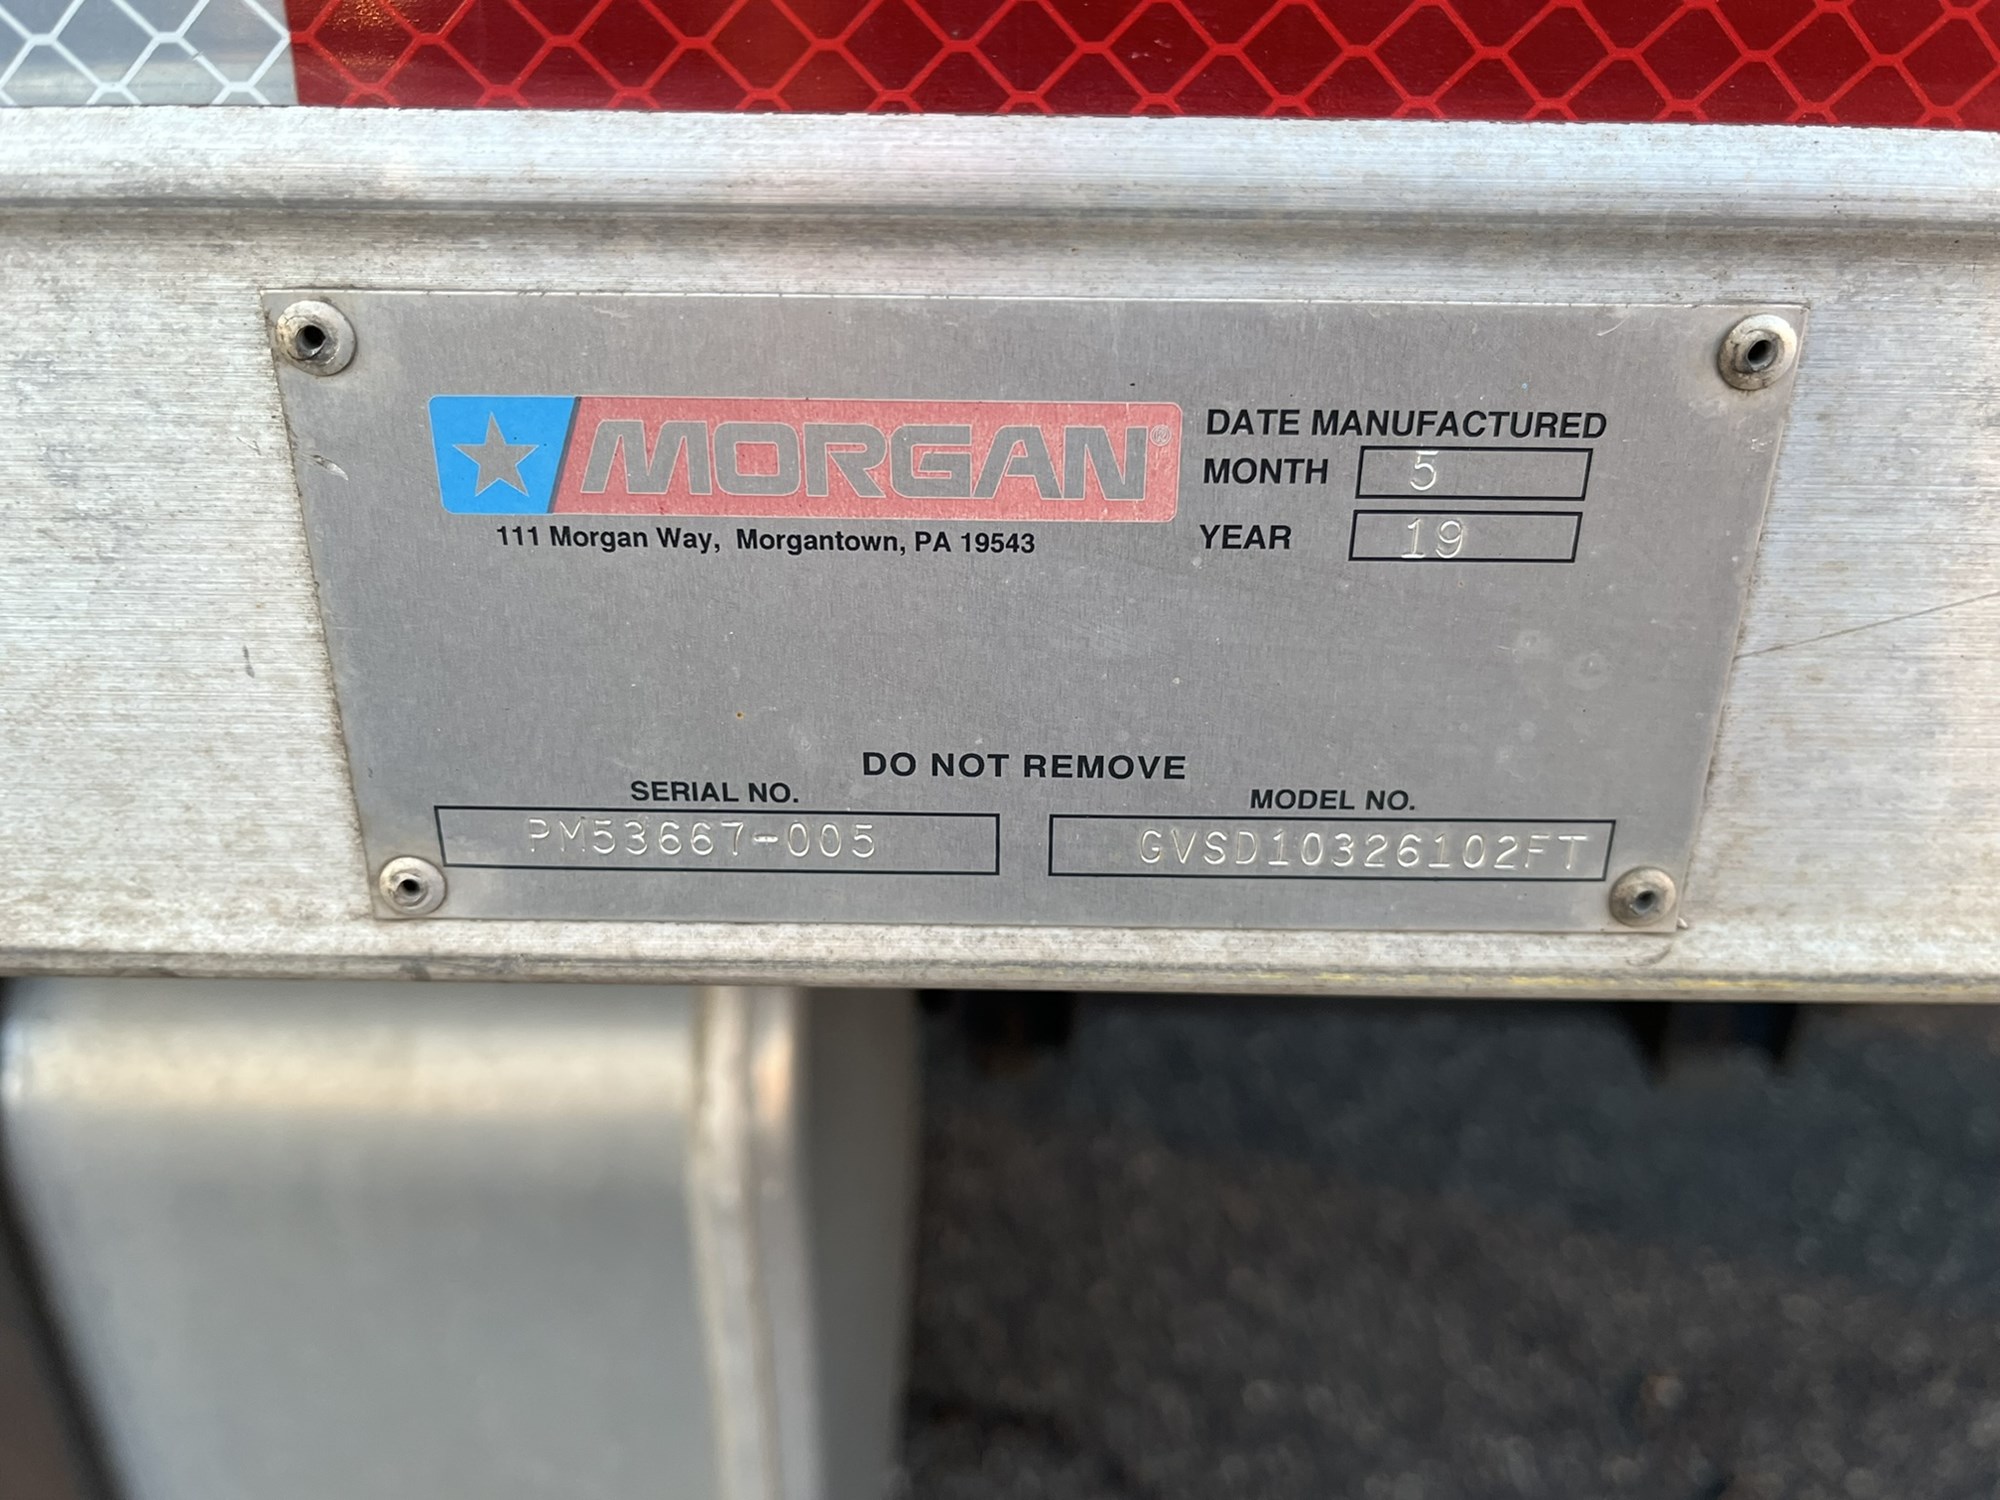 MORGAN®
111 Morgan Way, Morgantown, PA 19543
DATE MANUFACTURED
MONTH 5
YEAR 19
DO NOT REMOVE
SERIAL NO.
PM53667-005
MODEL NO.
GVSD10326102FT